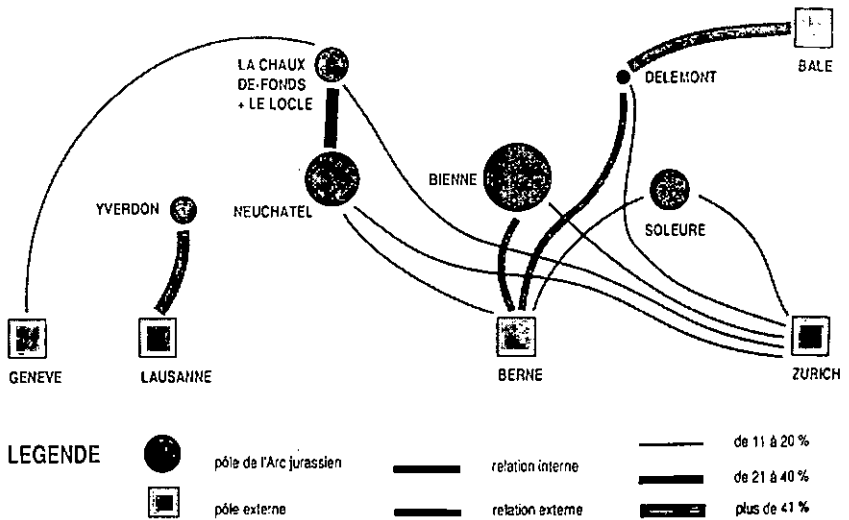 BALE
LA CHAUX
DE-FONDS
+ LE LOCLE
DELEMONT
YVERDON
NEUCHATEL
BIENNE
SOLEURE
GENEVE
LAUSANNE
BERNE
ZURICH
LEGENDE
pôle de l'Arc jurassien
relation interne
de 11 à 20 %
de 21 à 40 %
pôle externe
relation externe
plus de 41 %